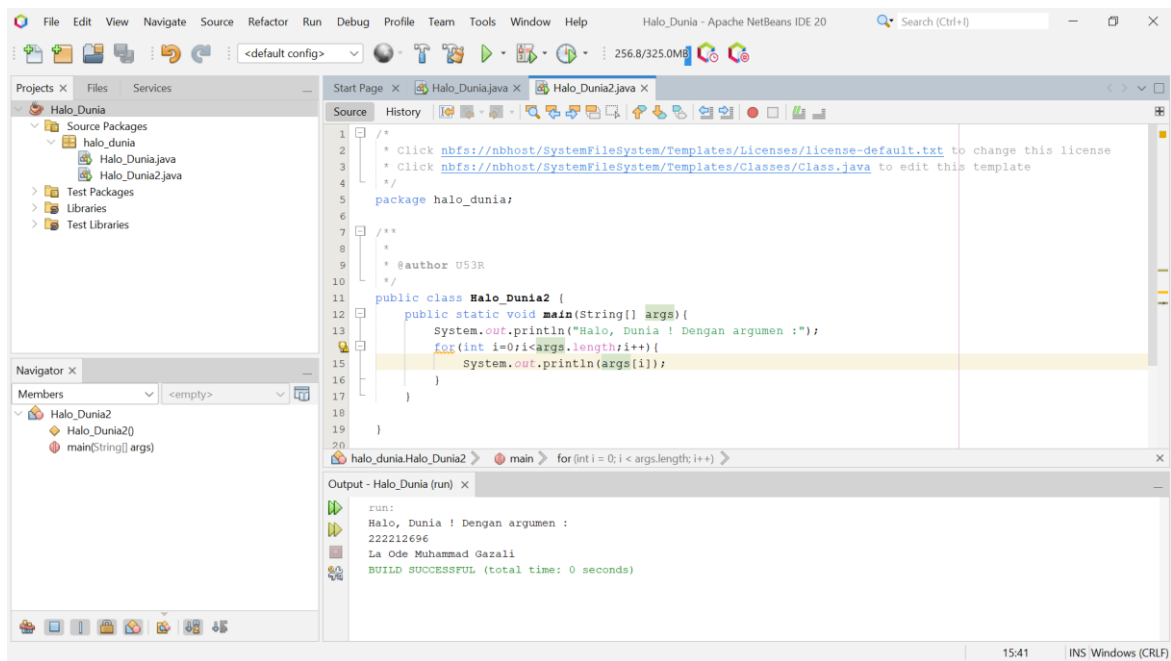 File Edit View Navigate Source Refactor Run Debug Profile Team Tools Window Help Halo_Dunia - Apache NetBeans IDE 20 Search (Ctrl+I)
<default config> 256.8/325.0MB
Projects Files Services
Halo_Dunia
Source Packages
halo_dunia
Halo_Dunia.java
Halo_Dunia2.java
Test Packages
Libraries
Test Libraries
Navigator
Members <empty>
Halo_Dunia2
Halo_Dunia2()
main(String[] args)
Start Page Halo_Dunia.java Halo_Dunia2.java
Source History
1 /*
2 * Click nbfs://nbhost/SystemFileSystem/Templates/Licenses/license-default.txt to change this license
3 * Click nbfs://nbhost/SystemFileSystem/Templates/Classes/Class.java to edit this template
4 */
5 package halo_dunia;
6
7 /**
8 *
9 * @author U53R
10 */
11 public class Halo_Dunia2 {
12 public static void main(String[] args){
13 System.out.println("Halo, Dunia ! Dengan argumen :");
for(int i=0;i<args.length;i++){
15 System.out.println(args[i]);
16 }
17 }
18
19 }
20
halo_dunia.Halo_Dunia2 main for (int i = 0; i < args.length; i++)
Output - Halo_Dunia (run)
run:
Halo, Dunia ! Dengan argumen :
222212696
La Ode Muhammad Gazali
BUILD SUCCESSFUL (total time: 0 seconds)
15:41 INS Windows (CRLF)